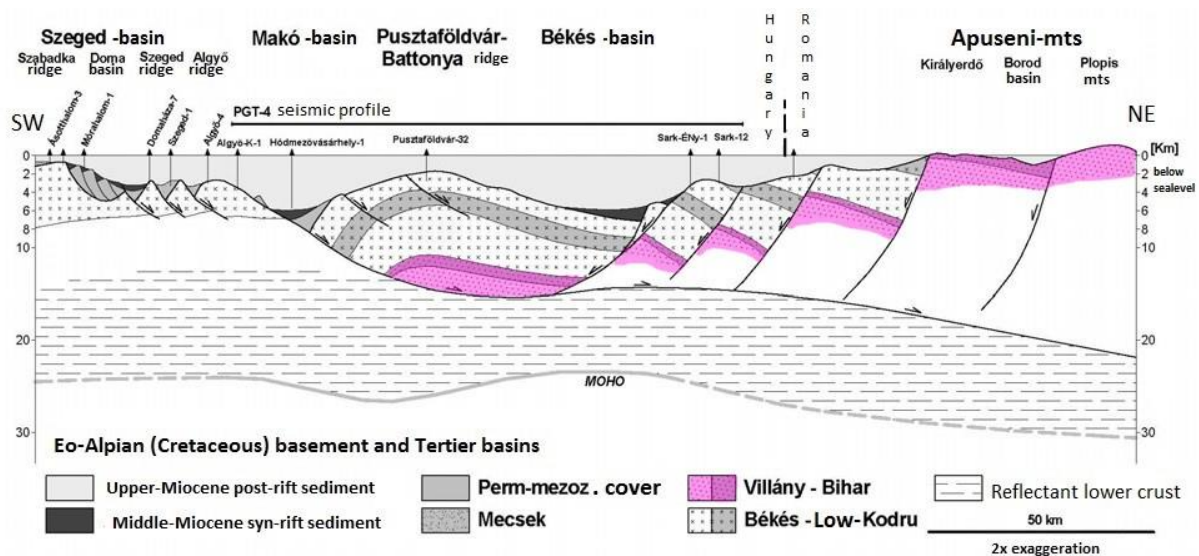 Szeged -basin
Makó -basin
Pusztaföldvár-
Battonya ridge
Békés -basin
Hungary
Romania
Apuseni-mts
Szabadka
ridge
Doma
basin
Szeged
ridge
Algyő
ridge
Királyerdő
Borod
basin
Plopis
mts
SW
NE
PGT-4 seismic profile
Ásotthalom-3
Mórahalom-1
Domaháza-7
Szeged-1
Algyő-4
Algyő-K-1
Hódmezővásárhely-1
Pusztaföldvár-32
Sark-ÉNy-1
Sark-12
0
2
4
6
8
10
20
30
0
2
4
6
8
10
20
30
[Km]
below
sealevel
MOHO
Eo-Alpian (Cretaceous) basement and Tertier basins
Upper-Miocene post-rift sediment
Perm-mezoz . cover
Villány - Bihar
Reflectant lower crust
Middle-Miocene syn-rift sediment
Mecsek
Békés -Low-Kodru
50 km
2x exaggeration